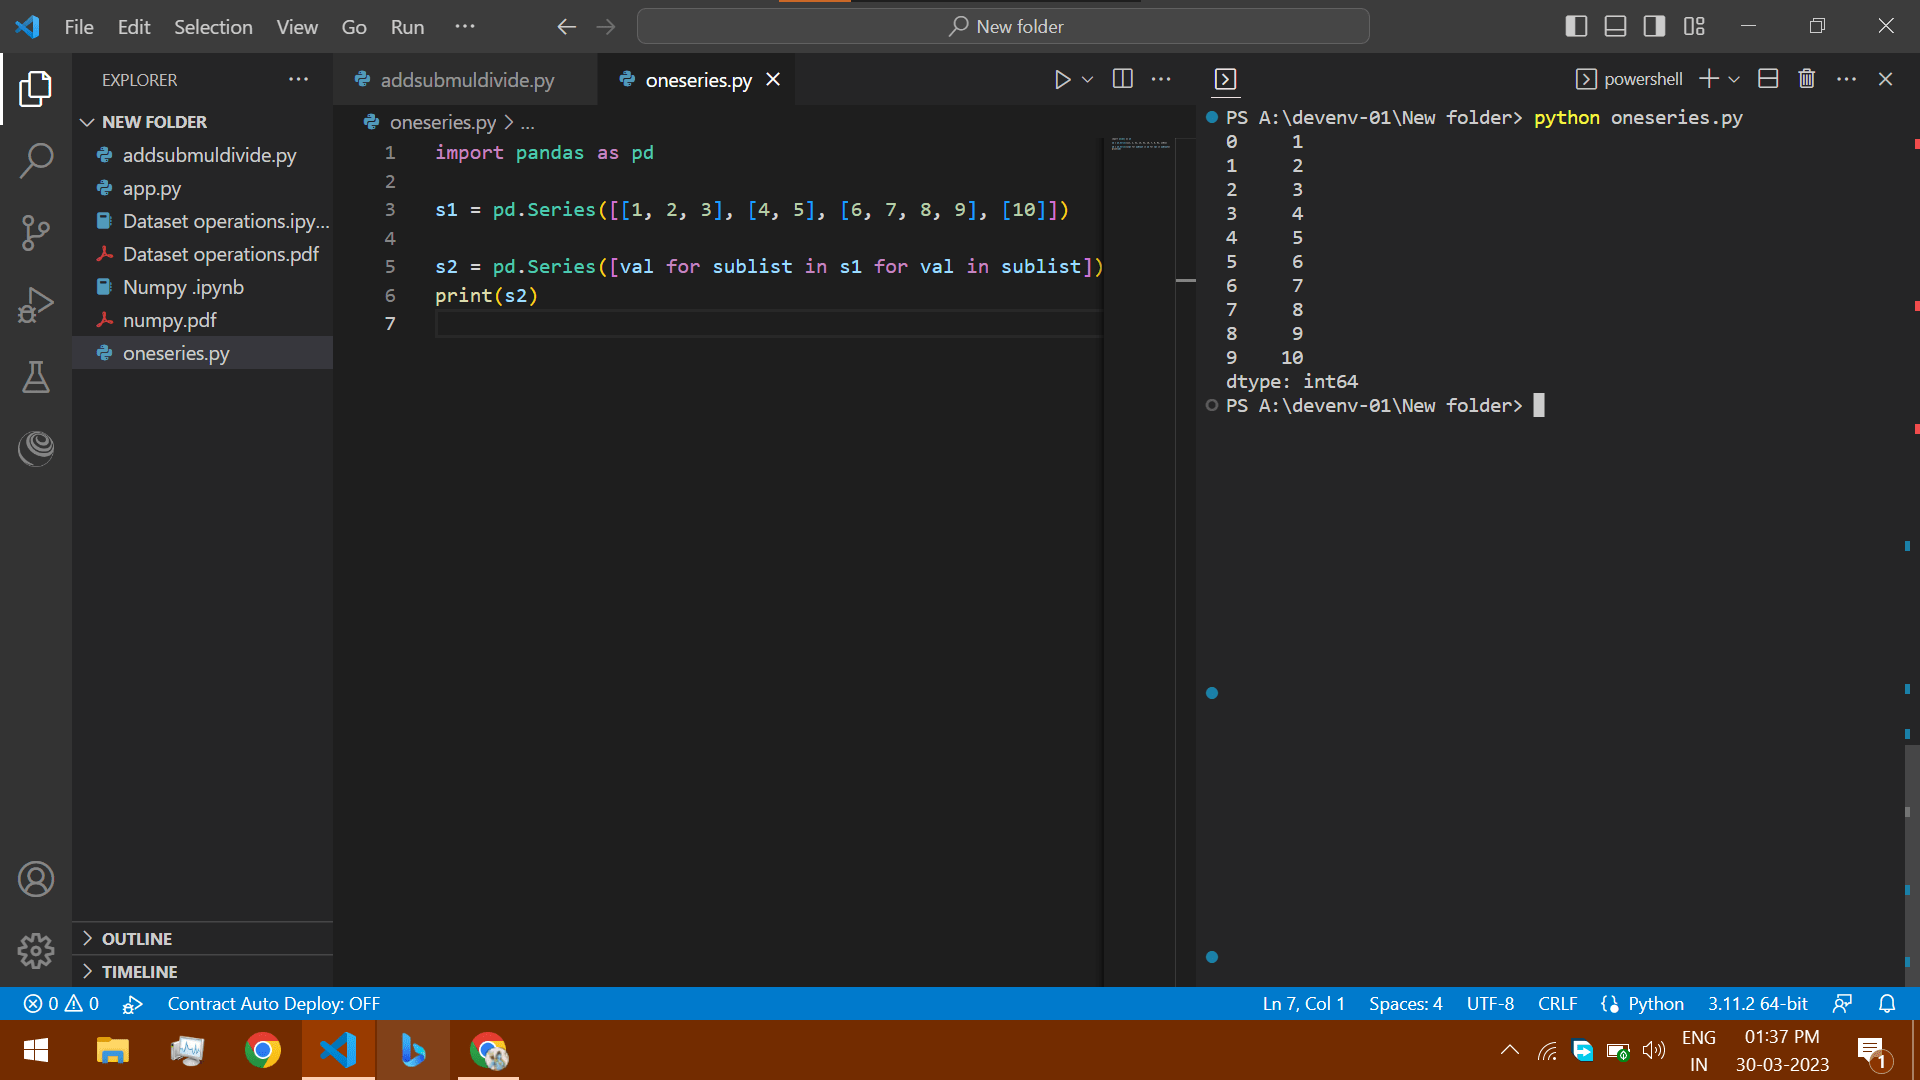 File Edit Selection View Go Run ···
New folder
EXPLORER
NEW FOLDER
addsubmuldivide.py
app.py
Dataset operations.ipy...
Dataset operations.pdf
Numpy .ipynb
numpy.pdf
oneseries.py
OUTLINE
TIMELINE
addsubmuldivide.py oneseries.py
oneseries.py > ...
1 import pandas as pd
2
3 s1 = pd.Series([[1, 2, 3], [4, 5], [6, 7, 8, 9], [10]])
4
5 s2 = pd.Series([val for sublist in s1 for val in sublist])
6 print(s2)
7
powershell
PS A:\devenv-01\New folder> python oneseries.py
0 1
1 2
2 3
3 4
4 5
5 6
6 7
7 8
8 9
9 10
dtype: int64
PS A:\devenv-01\New folder>
0 0 Contract Auto Deploy: OFF Ln 7, Col 1 Spaces: 4 UTF-8 CRLF Python 3.11.2 64-bit
ENG 01:37 PM
IN 30-03-2023
1